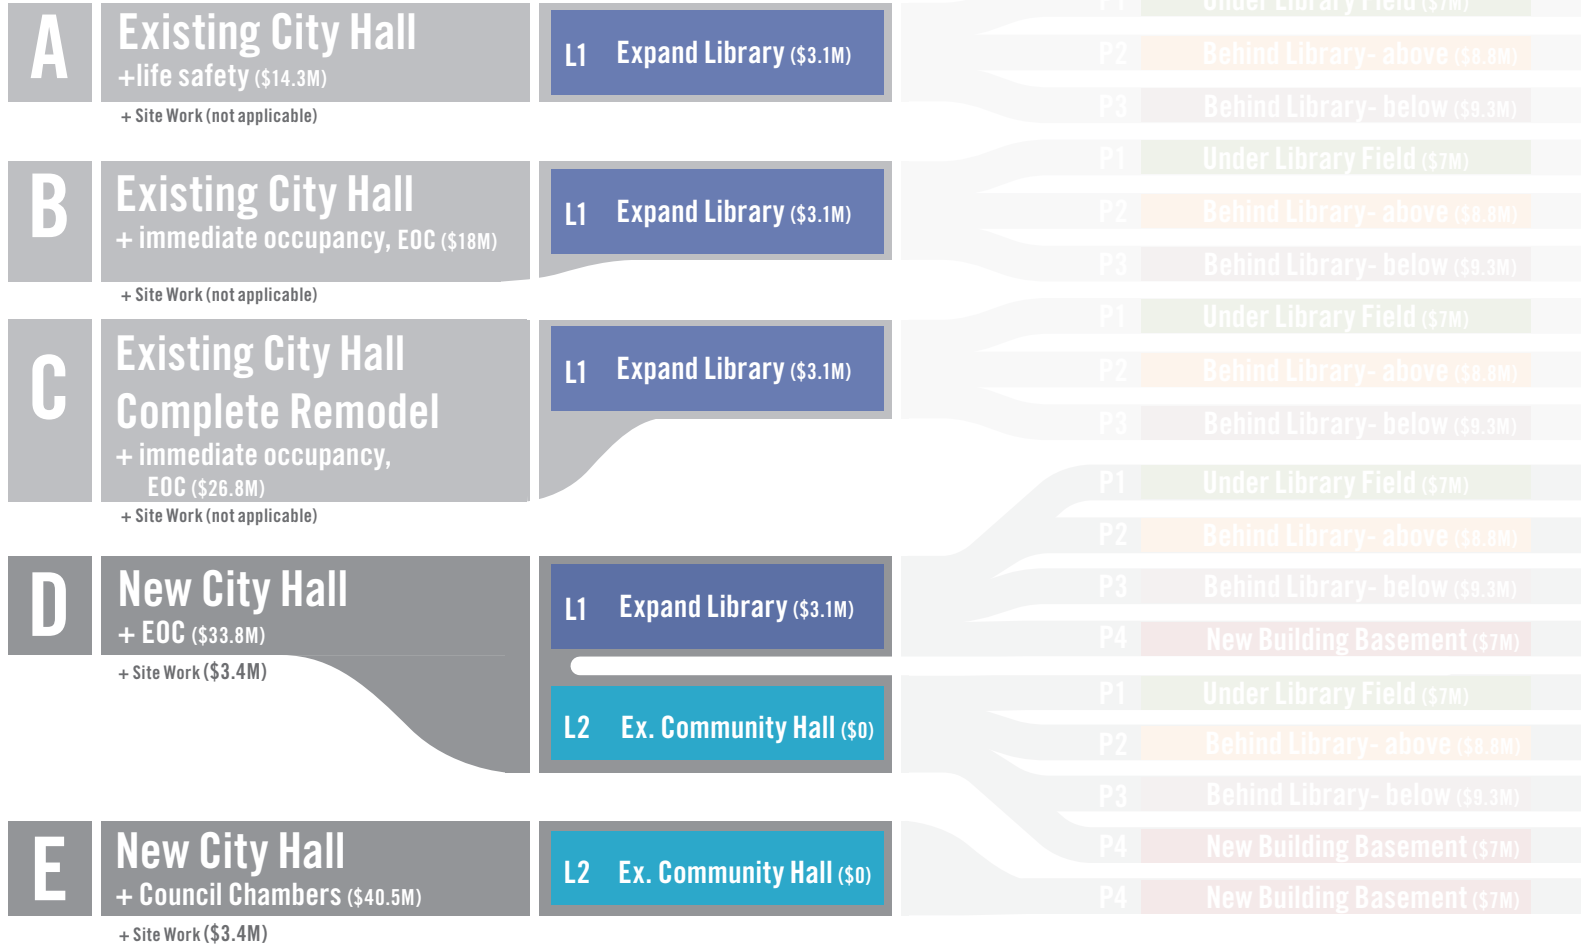 A
Existing City Hall
+life safety ($14.3M)
+ Site Work (not applicable)
L1 Expand Library ($3.1M)
P1 Under Library Field ($7M)
P2 Behind Library- above ($8.8M)
P3 Behind Library- below ($9.3M)
B
Existing City Hall
+ immediate occupancy, EOC ($18M)
+ Site Work (not applicable)
L1 Expand Library ($3.1M)
P1 Under Library Field ($7M)
P2 Behind Library- above ($8.8M)
P3 Behind Library- below ($9.3M)
C
Existing City Hall
Complete Remodel
+ immediate occupancy,
EOC ($26.8M)
+ Site Work (not applicable)
L1 Expand Library ($3.1M)
P1 Under Library Field ($7M)
P2 Behind Library- above ($8.8M)
P3 Behind Library- below ($9.3M)
D
New City Hall
+ EOC ($33.8M)
+ Site Work ($3.4M)
L1 Expand Library ($3.1M)
P1 Under Library Field ($7M)
P2 Behind Library- above ($8.8M)
P3 Behind Library- below ($9.3M)
P4 New Building Basement ($7M)
L2 Ex. Community Hall ($0)
P1 Under Library Field ($7M)
P2 Behind Library- above ($8.8M)
P3 Behind Library- below ($9.3M)
P4 New Building Basement ($7M)
E
New City Hall
+ Council Chambers ($40.5M)
+ Site Work ($3.4M)
L2 Ex. Community Hall ($0)
P4 New Building Basement ($7M)